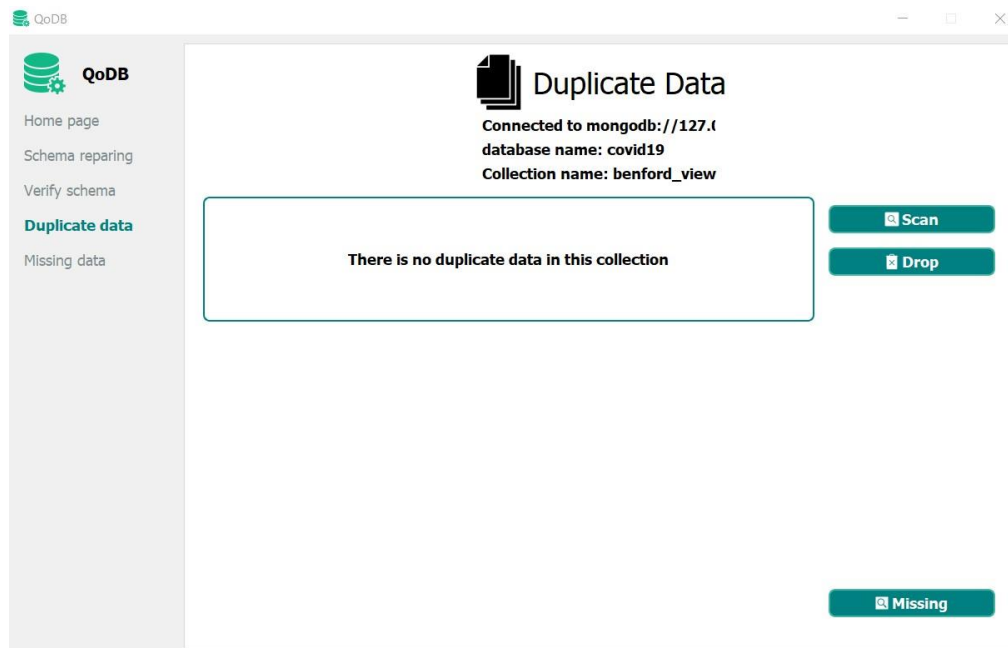 QoDB
QoDB
Home page
Schema reparing
Verify schema
Duplicate data
Missing data
Duplicate Data
Connected to mongodb://127.(
database name: covid19
Collection name: benford_view
There is no duplicate data in this collection
Scan
Drop
Missing